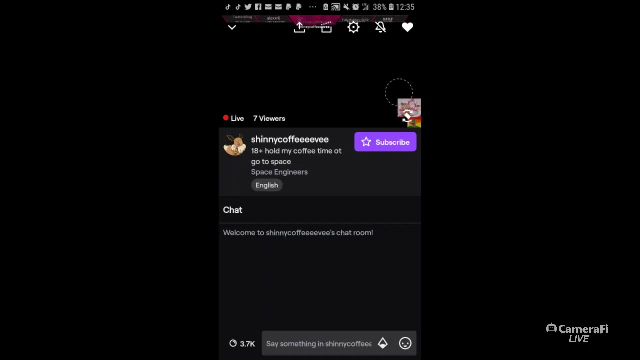 38% 12:35
Live 7 Viewers
shinnycoffeeeevee
Subscribe
18+ hold my coffee time ot
go to space
Space Engineers
English
Chat
Welcome to shinnycoffeeeevee's chat room!
3.7K
Say something in shinnycoffee
CameraFi
LIVE